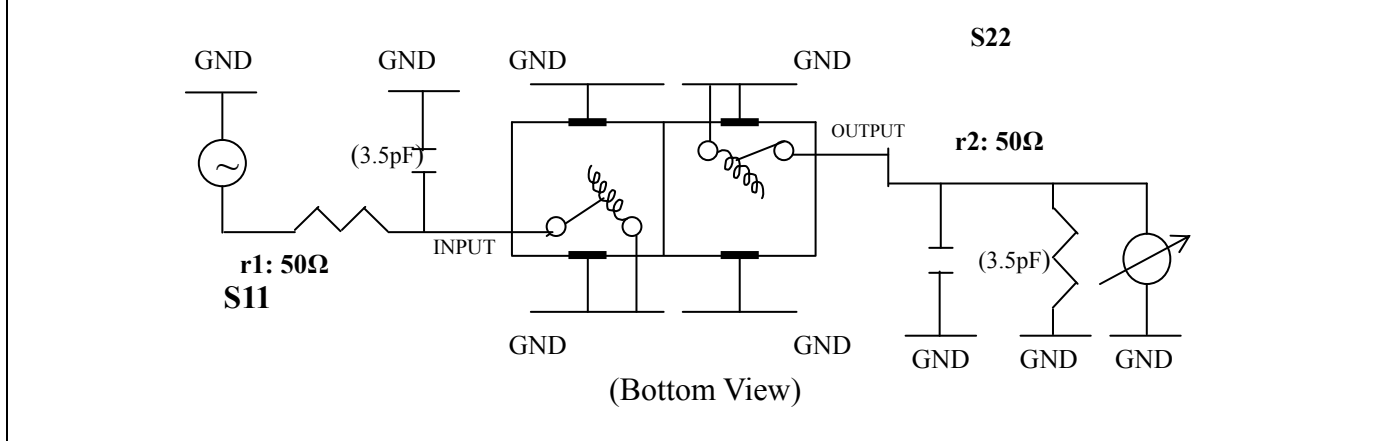 S22
GND
GND
GND
GND
OUTPUT
r2: 50Ω
(3.5pF)
~
INPUT
r1: 50Ω
S11
(3.5pF)
GND
GND
GND
GND
GND
(Bottom View)